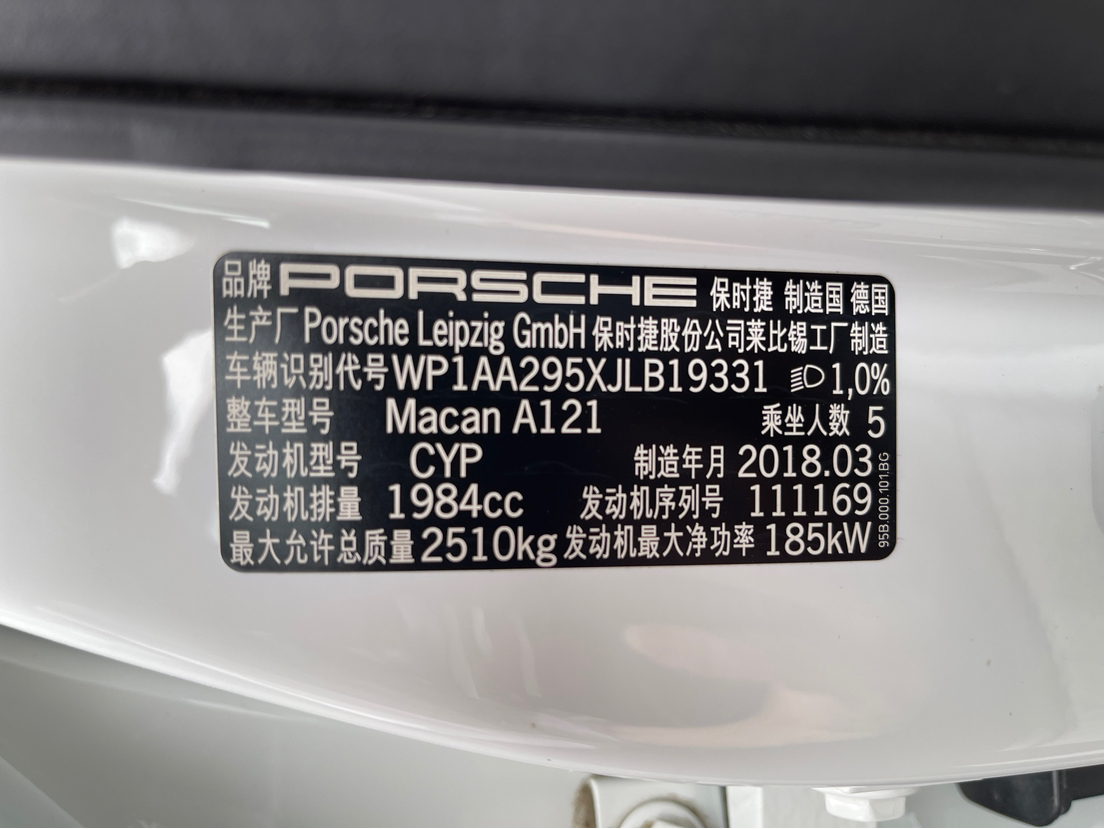 品牌 PORSCHE 保时捷 制造国 德国
生产厂 Porsche Leipzig GmbH 保时捷股份公司莱比锡工厂制造
车辆识别代号 WP1AA295XJLB19331 1,0%
整车型号 Macan A121 乘坐人数 5
发动机型号 CYP 制造年月 2018.03
发动机排量 1984cc 发动机序列号 111169
最大允许总质量 2510kg 发动机最大净功率 185kW
95B.000.101.BG